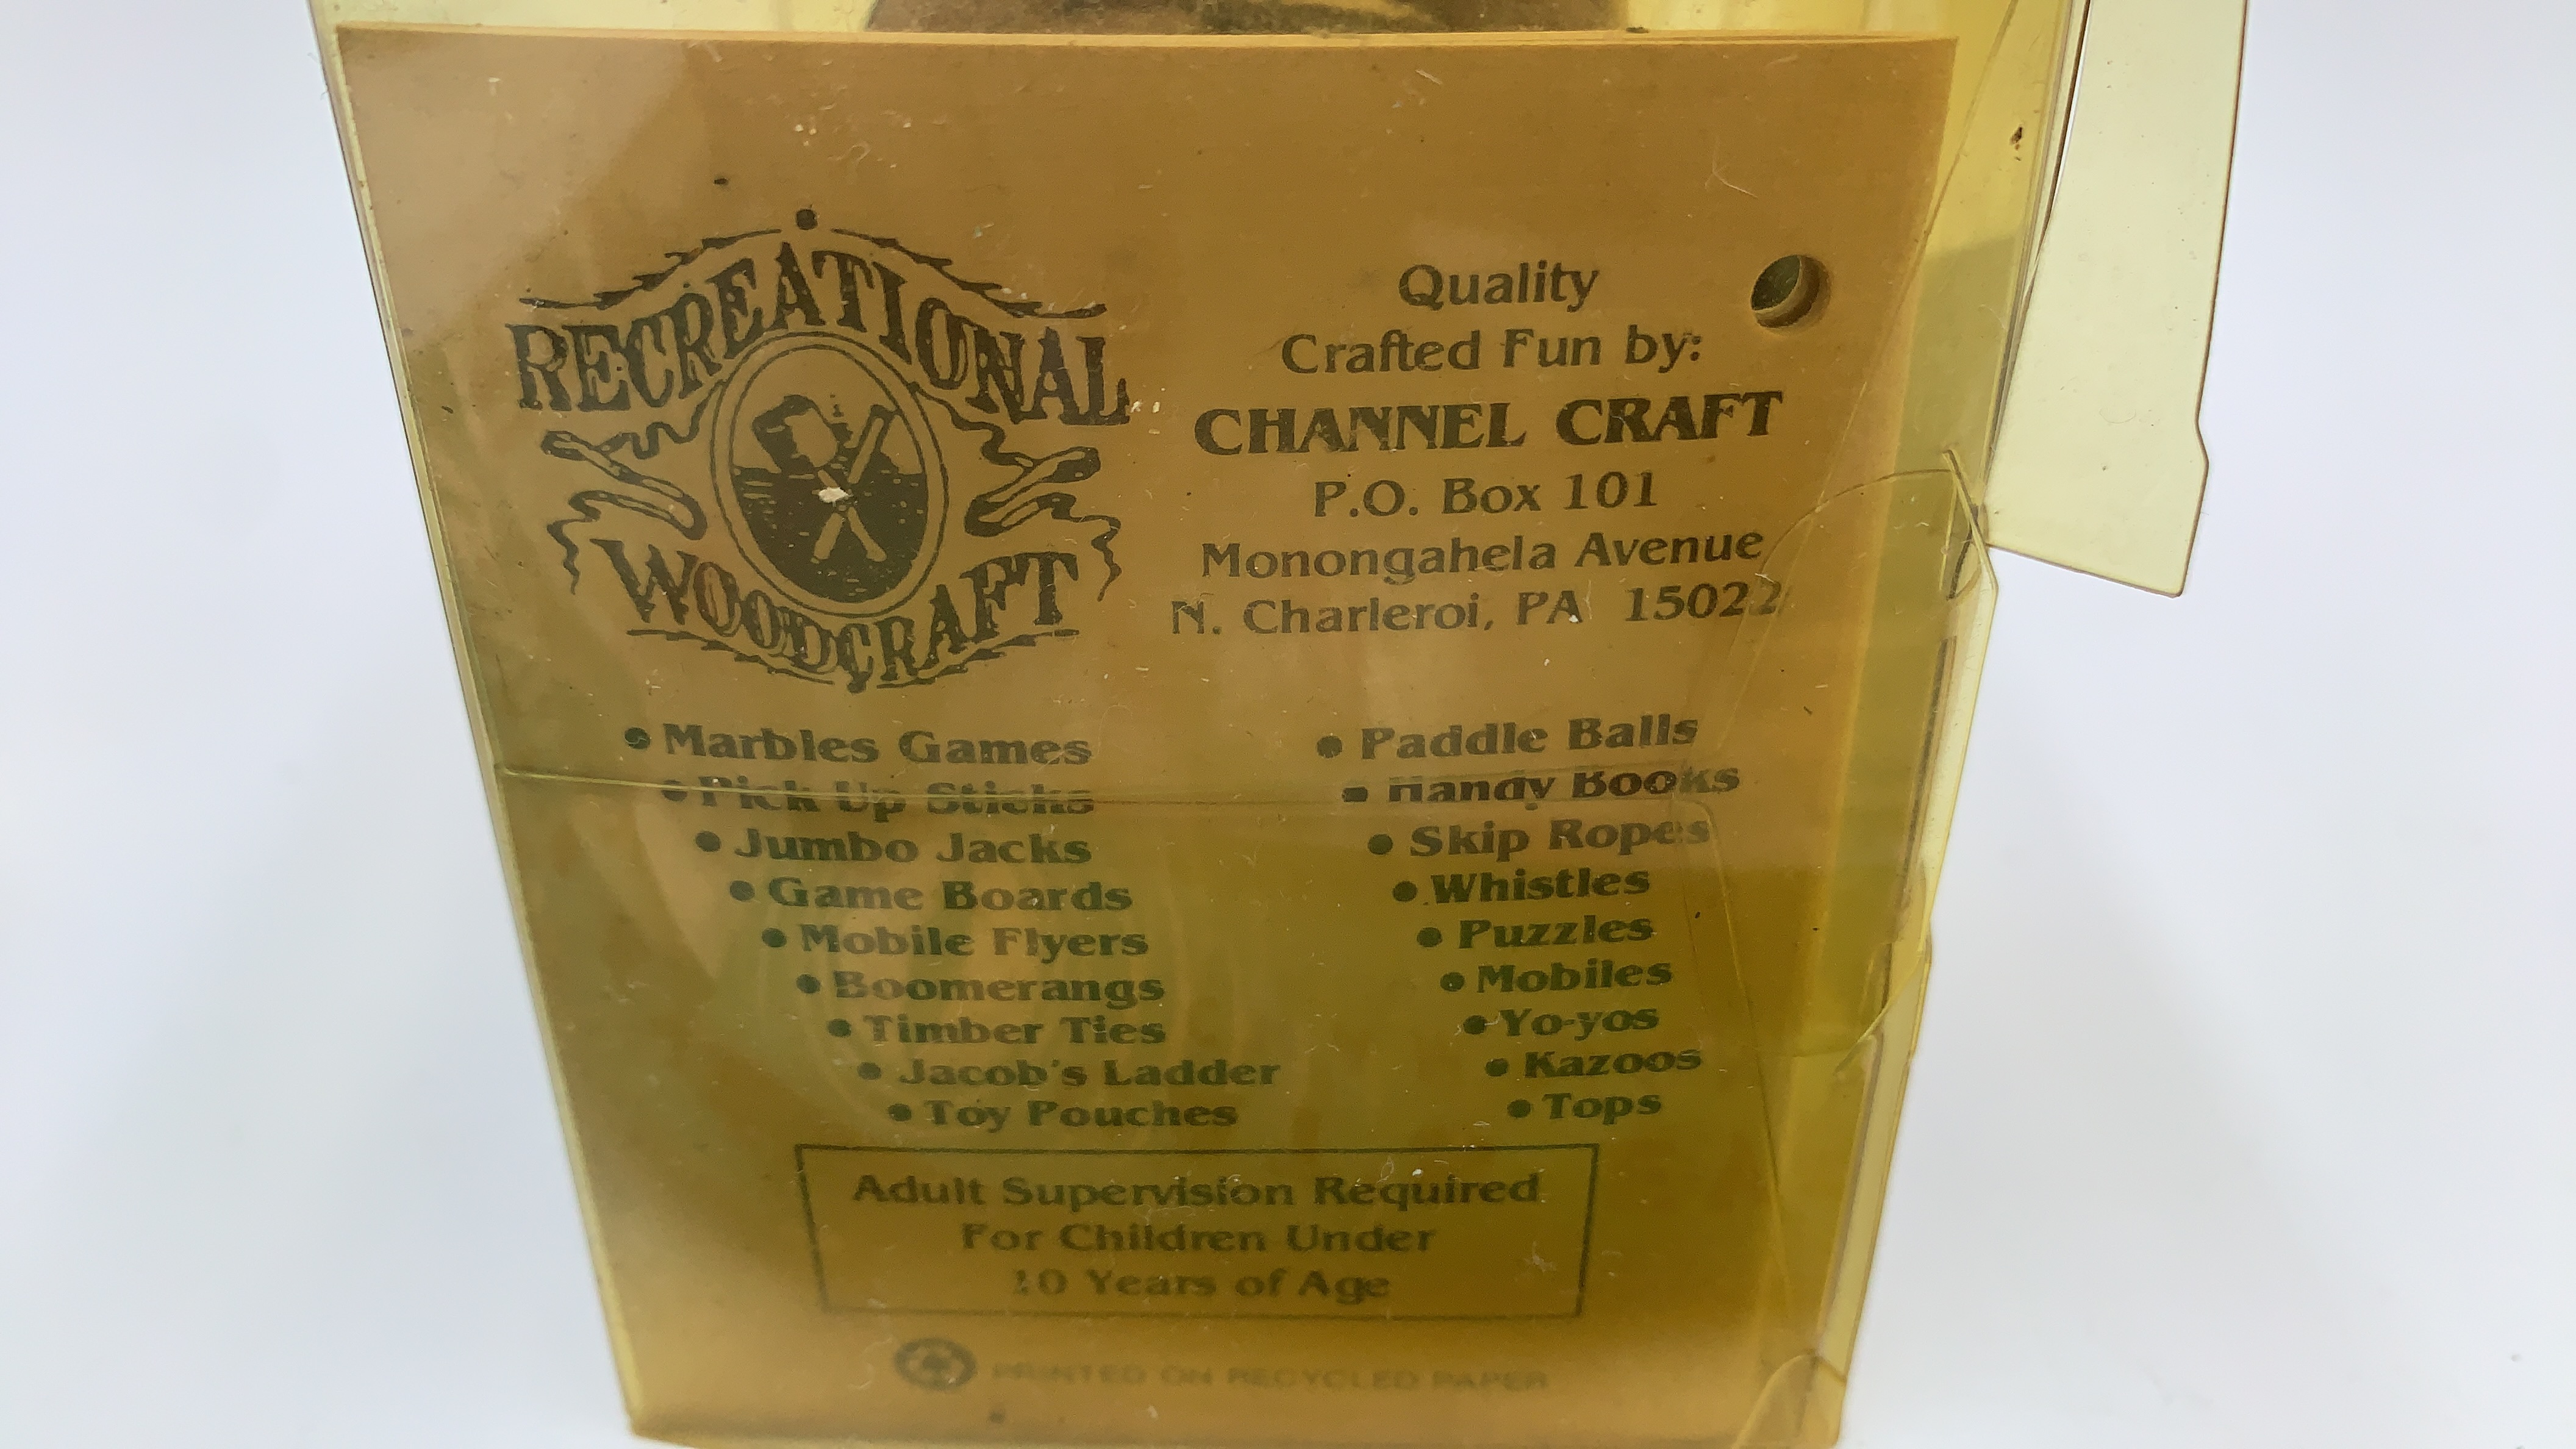 RECREATIONAL
WOODCRAFT
Quality
Crafted Fun by:
CHANNEL CRAFT
P.O. Box 101
Monongahela Avenue
N. Charleroi, PA 15022
• Marbles Games
• Pick Up Sticks
• Jumbo Jacks
• Game Boards
• Mobile Flyers
• Boomerangs
• Timber Ties
• Jacob's Ladder
• Toy Pouches
• Paddle Balls
• Handy Books
• Skip Ropes
• Whistles
• Puzzles
• Mobiles
• Yo-yos
• Kazoos
• Tops
Adult Supervision Required
For Children Under
10 Years of Age
PRINTED ON RECYCLED PAPER